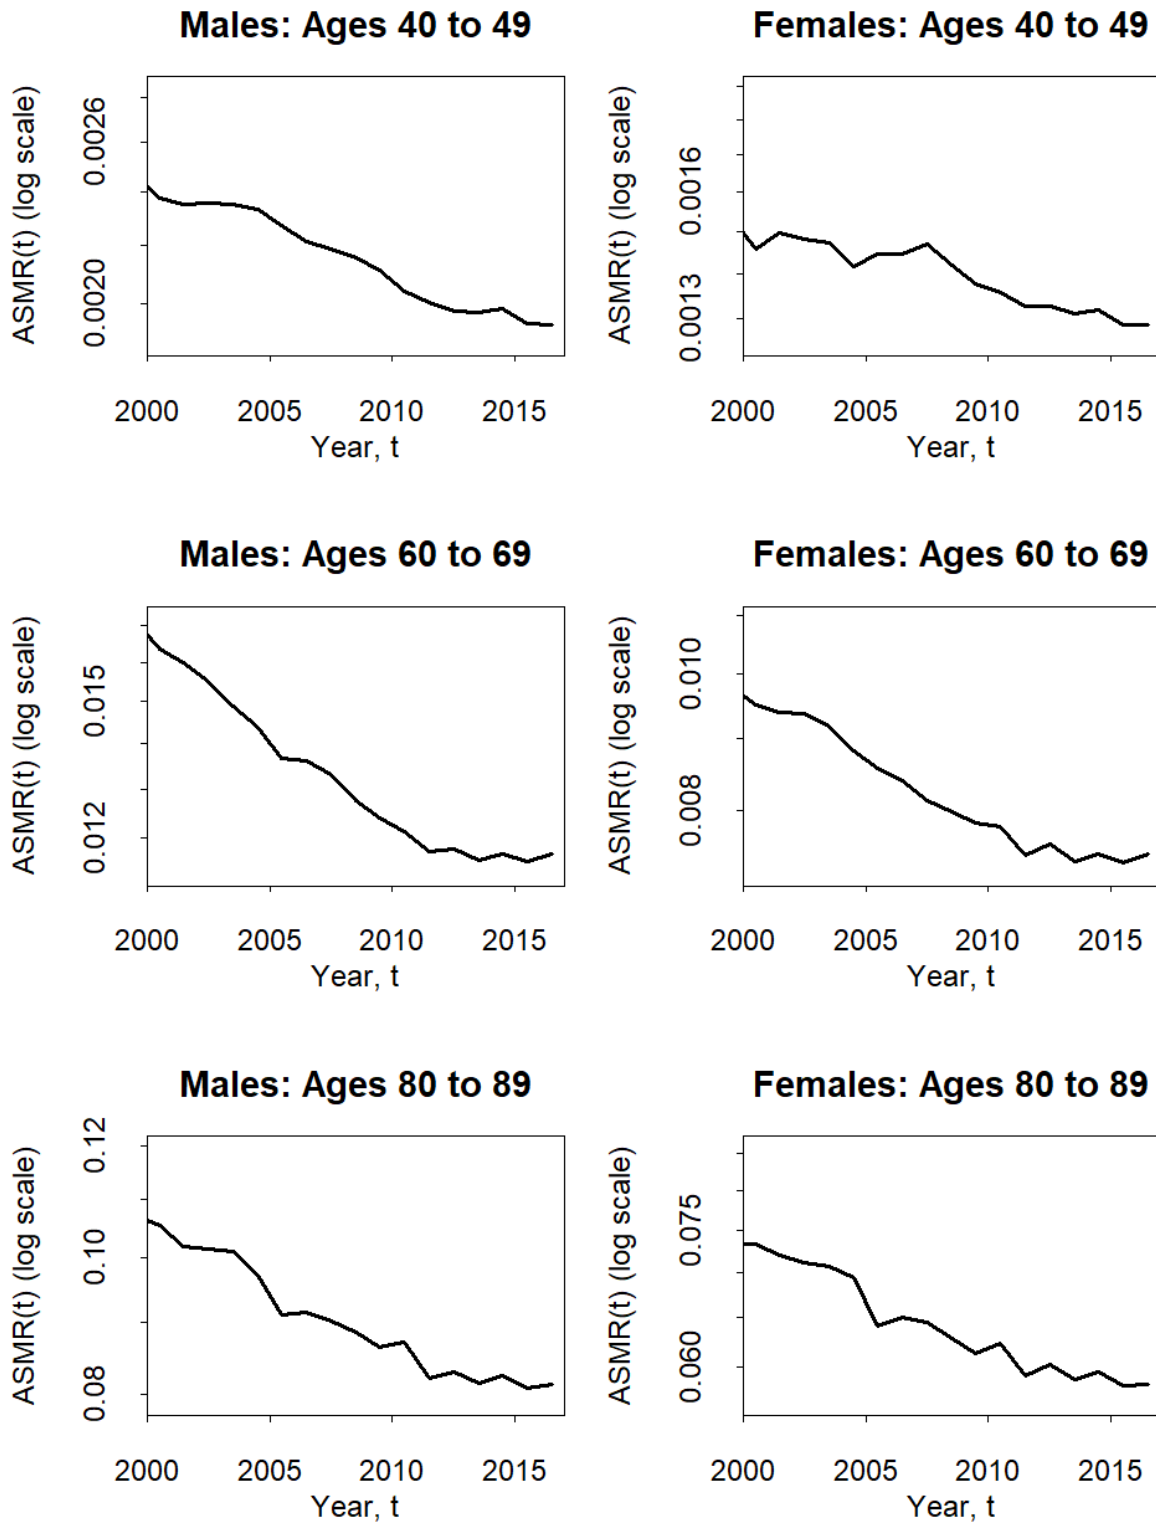 Males: Ages 40 to 49
ASMR(t) (log scale)
0.0026
0.0020
2000 2005 2010 2015
Year, t
Females: Ages 40 to 49
ASMR(t) (log scale)
0.0016
0.0013
2000 2005 2010 2015
Year, t
Males: Ages 60 to 69
ASMR(t) (log scale)
0.015
0.012
2000 2005 2010 2015
Year, t
Females: Ages 60 to 69
ASMR(t) (log scale)
0.010
0.008
2000 2005 2010 2015
Year, t
Males: Ages 80 to 89
ASMR(t) (log scale)
0.12
0.10
0.08
2000 2005 2010 2015
Year, t
Females: Ages 80 to 89
ASMR(t) (log scale)
0.075
0.060
2000 2005 2010 2015
Year, t